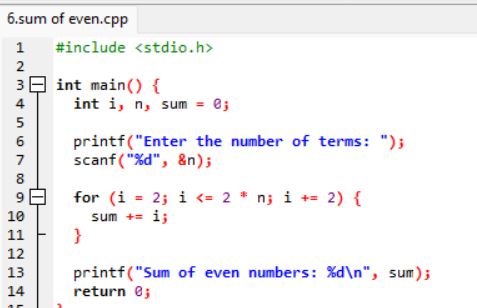 6.sum of even.cpp
1 #include <stdio.h>
2
3 int main() {
4 int i, n, sum = 0;
5
6 printf("Enter the number of terms: ");
7 scanf("%d", &n);
8
9 for (i = 2; i <= 2 * n; i += 2) {
10 sum += i;
11 }
12
13 printf("Sum of even numbers: %d\n", sum);
14 return 0;
15 }